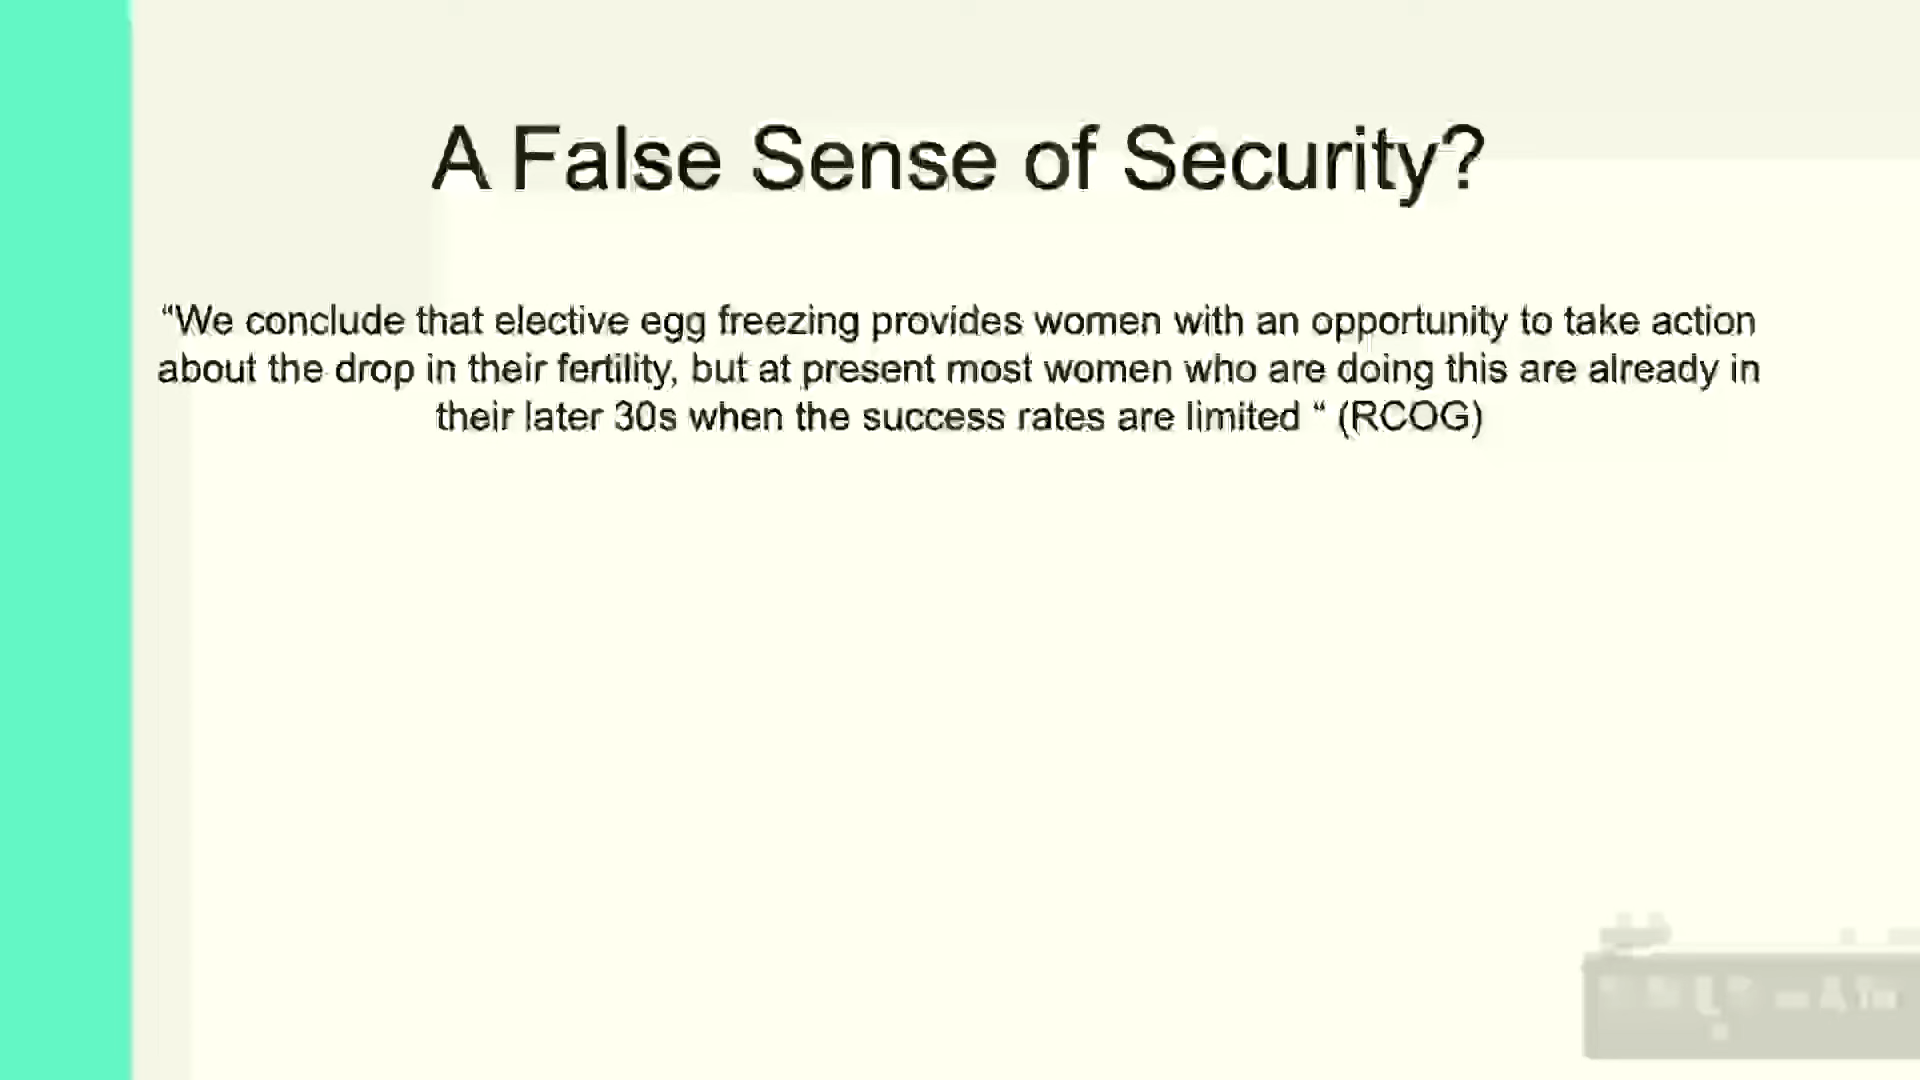 A False Sense of Security?
“We conclude that elective egg freezing provides women with an opportunity to take action
about the drop in their fertility, but at present most women who are doing this are already in
their later 30s when the success rates are limited “ (RCOG)